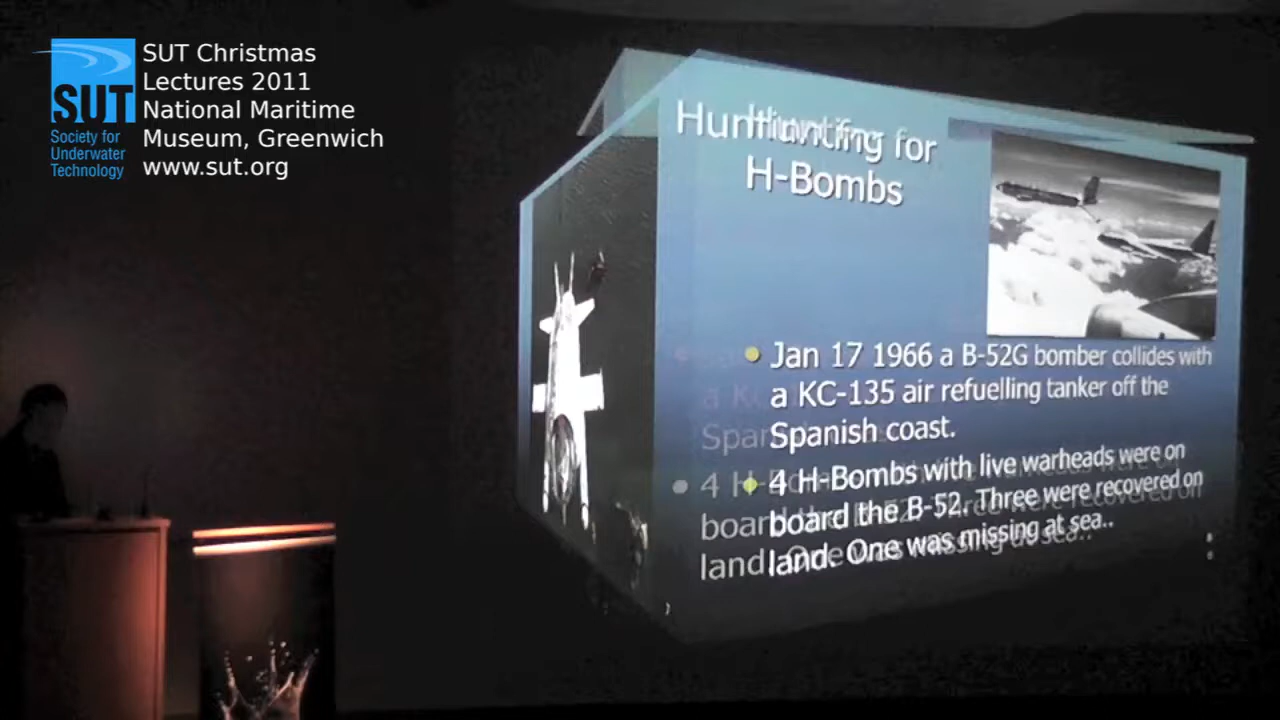 SUT Christmas
Lectures 2011
National Maritime
Museum, Greenwich
www.sut.org
SUT
Society for
Underwater
Technology
Hunting for
H-Bombs
Jan 17 1966 a B-52G bomber collides with
a KC-135 air refuelling tanker off the
Spanish coast.
4 H-Bombs with live warheads were on
board the B-52. Three were recovered on
land. One was missing at sea..